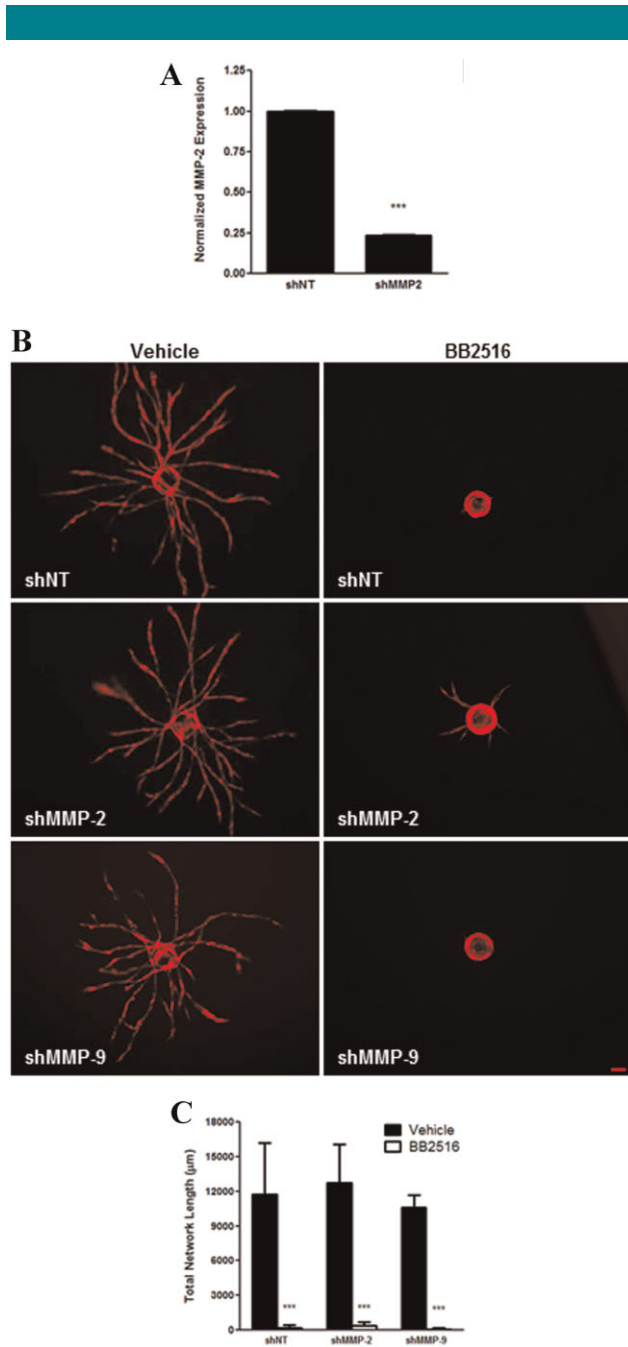 A
Normalized MMP-2 Expression
1.25
1.00
0.75
0.50
0.25
0.00
***
shNT shMMP2
B
Vehicle BB2516
shNT shNT
shMMP-2 shMMP-2
shMMP-9 shMMP-9
C
Total Network Length (µm)
18000
15000
12000
9000
6000
3000
0
Vehicle
BB2516
*** *** ***
shNT shMMP-2 shMMP-9